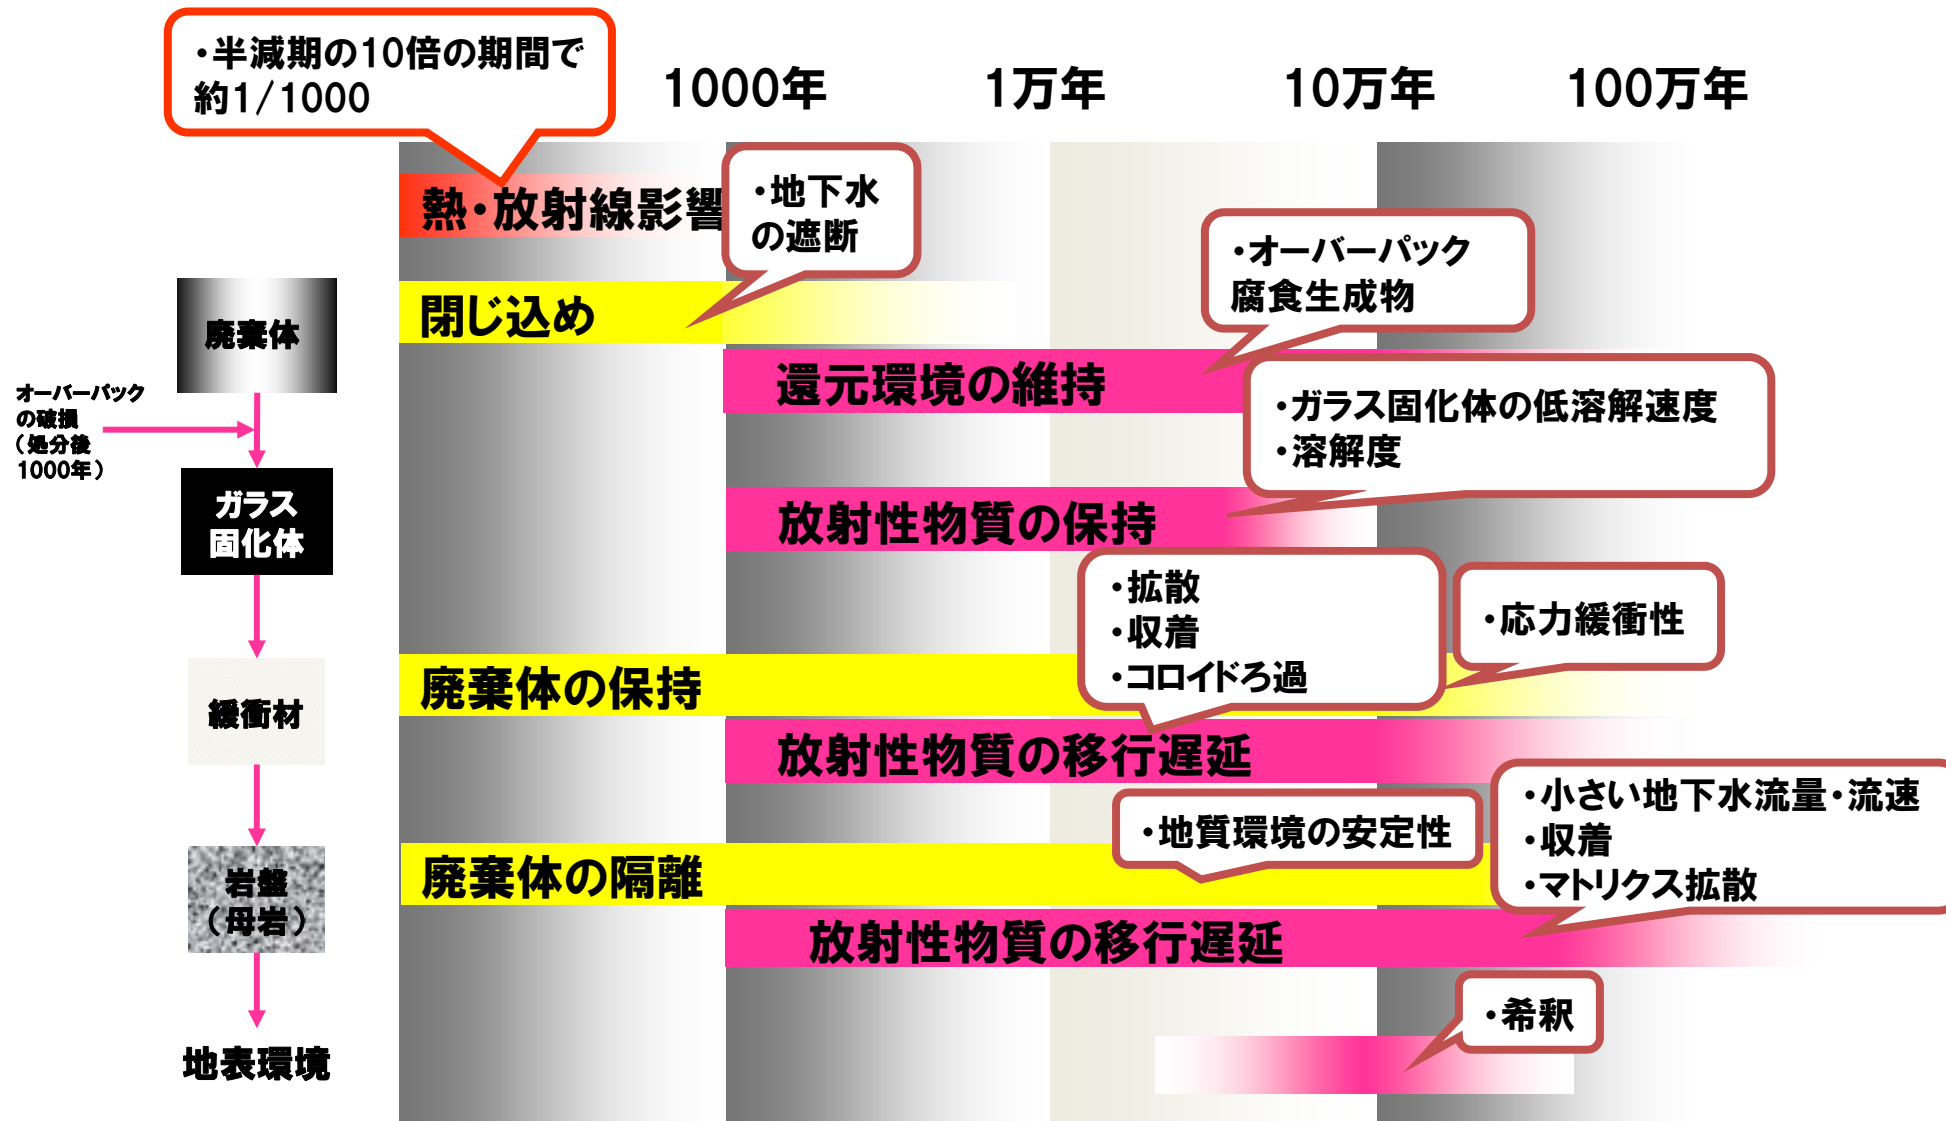 ・半減期の10倍の期間で
約1/1000
1000年
1万年
10万年
100万年
熱・放射線影響
・地下水
の遮断
閉じ込め
・オーバーパック
腐食生成物
廃棄体
還元環境の維持
オーバーパック
の破損
(処分後
1000年)
・ガラス固化体の低溶解速度
・溶解度
ガラス
固化体
放射性物質の保持
・拡散
・収着
・コロイドろ過
・応力緩衝性
廃棄体の保持
緩衝材
放射性物質の移行遅延
・小さい地下水流量・流速
・収着
・マトリクス拡散
・地質環境の安定性
廃棄体の隔離
岩盤
(母岩)
放射性物質の移行遅延
・希釈
地表環境